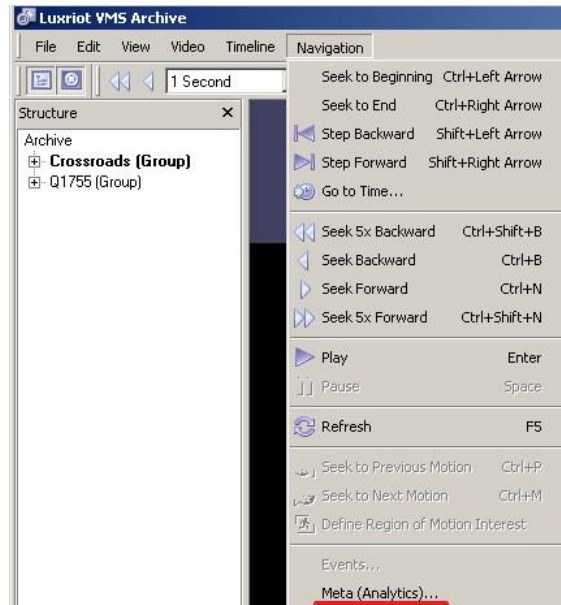 Luxriot VMS Archive
File Edit View Video Timeline Navigation
1 Second
Structure
Archive
Crossroads (Group)
Q1755 (Group)
Seek to Beginning Ctrl+Left Arrow
Seek to End Ctrl+Right Arrow
Step Backward Shift+Left Arrow
Step Forward Shift+Right Arrow
Go to Time...
Seek 5x Backward Ctrl+Shift+B
Seek Backward Ctrl+B
Seek Forward Ctrl+N
Seek 5x Forward Ctrl+Shift+N
Play Enter
Pause Space
Refresh F5
Seek to Previous Motion Ctrl+P
Seek to Next Motion Ctrl+M
Define Region of Motion Interest
Events...
Meta (Analytics)...